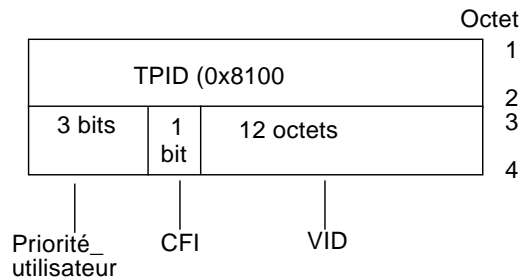 Octet
1
TPID (0x8100
2
3 bits
1
bit
12 octets
3
4
Priorité_
utilisateur
CFI
VID